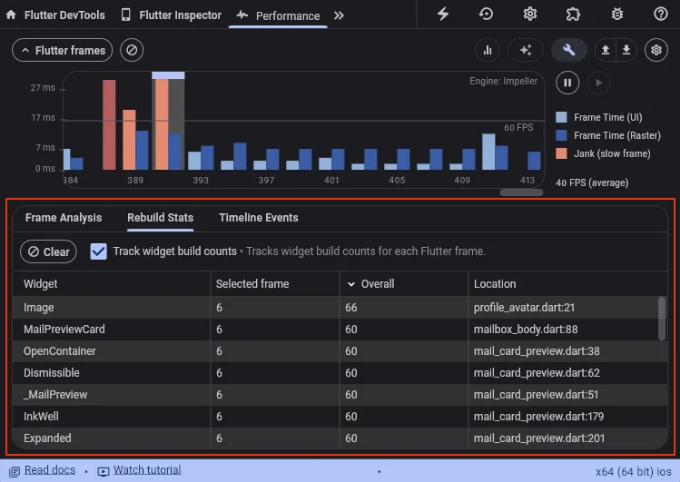 Flutter DevTools Flutter Inspector Performance
Flutter frames
Engine: Impeller
27 ms
17 ms
7 ms
0 ms
60 FPS
384 389 393 397 401 405 409 413
Frame Time (UI)
Frame Time (Raster)
Jank (slow frame)
40 FPS (average)
Frame Analysis Rebuild Stats Timeline Events
Clear Track widget build counts • Tracks widget build counts for each Flutter frame.
Widget Selected frame Overall Location
Image 6 66 profile_avatar.dart:21
MailPreviewCard 6 60 mailbox_body.dart:88
OpenContainer 6 60 mail_card_preview.dart:38
Dismissible 6 60 mail_card_preview.dart:62
_MailPreview 6 60 mail_card_preview.dart:51
InkWell 6 60 mail_card_preview.dart:179
Expanded 6 60 mail_card_preview.dart:201
Read docs • Watch tutorial • x64 (64 bit) ios